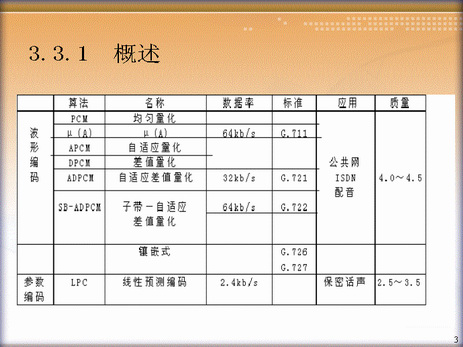 3.3.1 概述
算法 名称 数据率 标准 应用 质量
波形编码
PCM 均匀量化
μ(A) μ(A) 64kb/s G.711
APCM 自适应量化
DPCM 差值量化
ADPCM 自适应差值量化 32kb/s G.721
SB-ADPCM 子带－自适应 64kb/s G.722
差值量化
公共网
ISDN
配音
4.0～4.5
镶嵌式 G.726
G.727
参数 LPC 线性预测编码 2.4kb/s 保密话声 2.5～3.5
编码
3